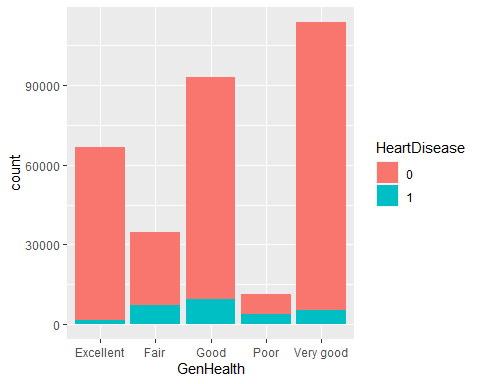 90000
60000
30000
0
count
Excellent Fair Good Poor Very good
GenHealth
HeartDisease
0
1